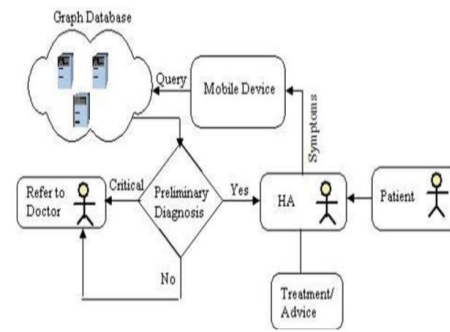 Graph Database
Query
Mobile Device
Symptoms
Refer to
Doctor
Critical
Preliminary
Diagnosis
Yes
HA
Patient
No
Treatment/
Advice